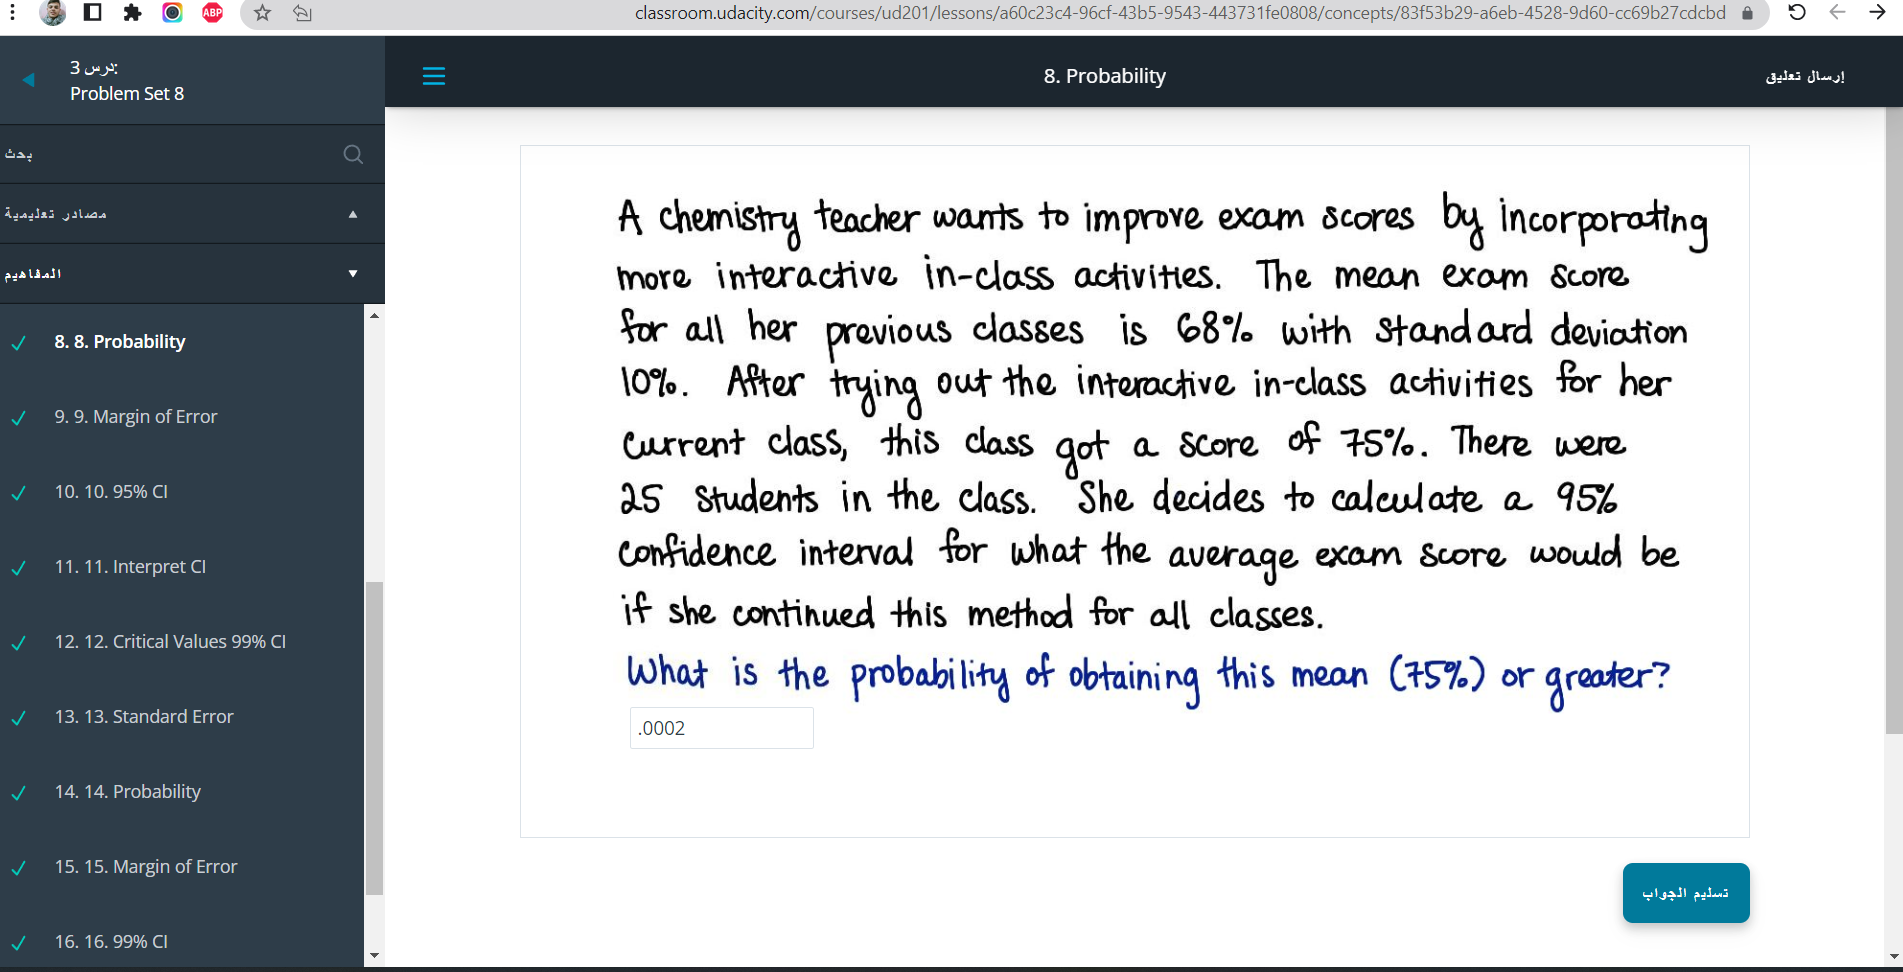 ABP
classroom.udacity.com/courses/ud201/lessons/a60c23c4-96cf-43b5-9543-443731fe0808/concepts/83f53b29-a6eb-4528-9d60-cc69b27cdcbd
درس 3:
Problem Set 8
8. Probability
إرسال تعليق
بحث
مصادر تعليمية
المفاهيم
8. 8. Probability
9. 9. Margin of Error
10. 10. 95% CI
11. 11. Interpret CI
12. 12. Critical Values 99% CI
13. 13. Standard Error
14. 14. Probability
15. 15. Margin of Error
16. 16. 99% CI
A chemistry teacher wants to improve exam scores by incorporating
more interactive in-class activities. The mean exam score
for all her previous classes is 68% with standard deviation
10%. After trying out the interactive in-class activities for her
current class, this class got a score of 75%. There were
25 students in the class. She decides to calculate a 95%
confidence interval for what the average exam score would be
if she continued this method for all classes.
What is the probability of obtaining this mean (75%) or greater?
.0002
تسليم الجواب